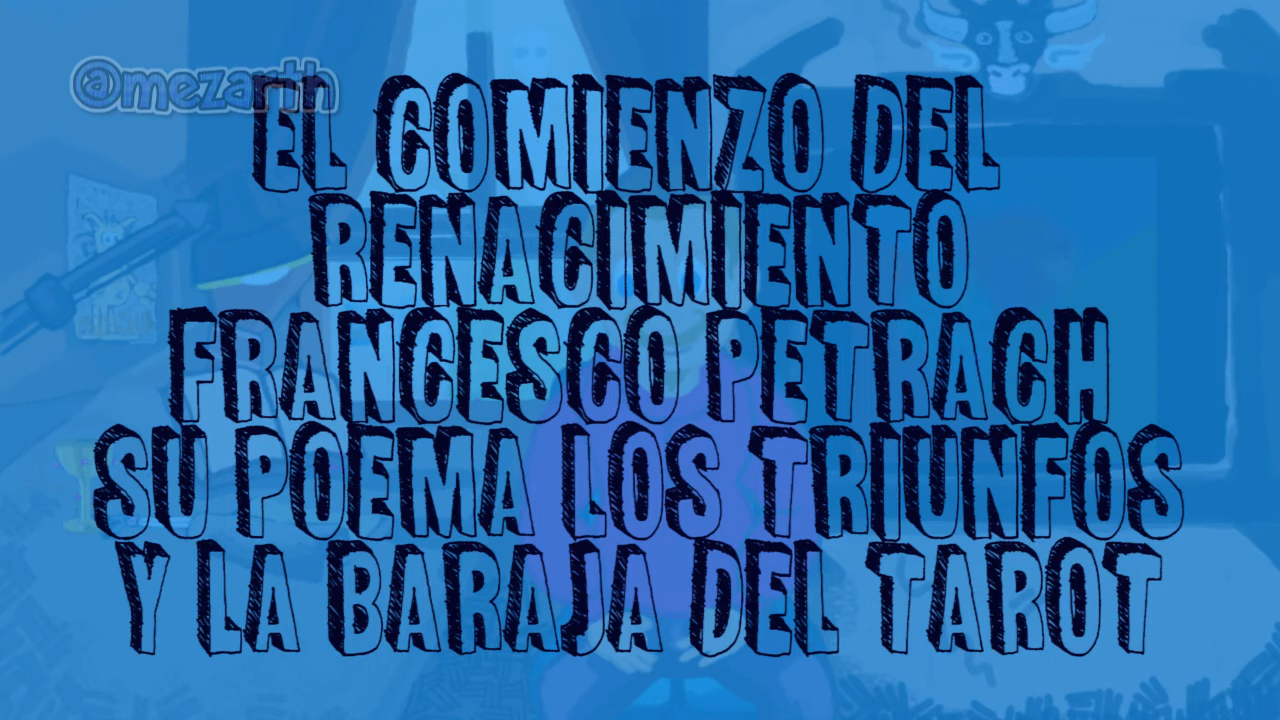 @mezarth
EL COMIENZO DEL
RENACIMIENTO
FRANCESCO PETRACH
SU POEMA LOS TRIUNFOS
Y LA BARAJA DEL TAROT